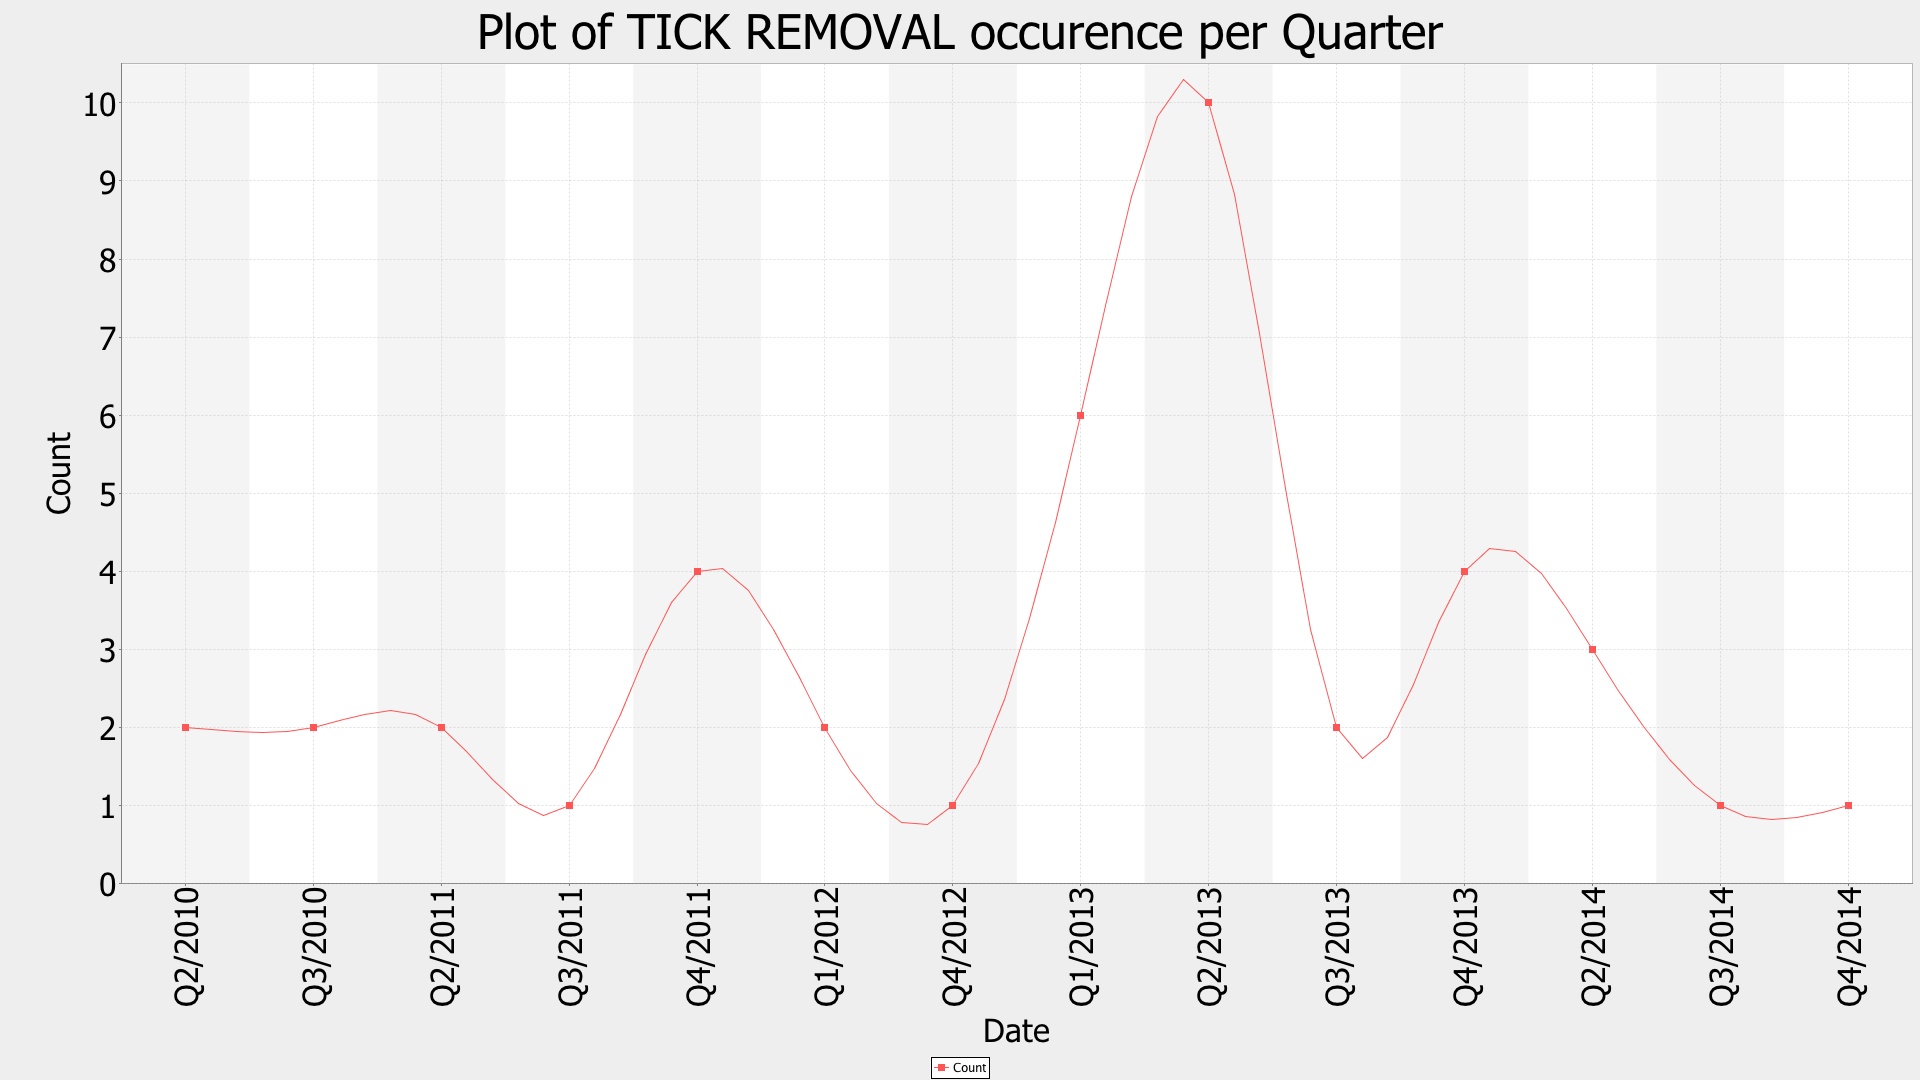 Plot of TICK REMOVAL occurence per Quarter
10
9
8
7
6
5
4
3
2
1
0
Count
Q2/2010
Q3/2010
Q2/2011
Q3/2011
Q4/2011
Q1/2012
Q4/2012
Q1/2013
Q2/2013
Q3/2013
Q4/2013
Q2/2014
Q3/2014
Q4/2014
Date
Count